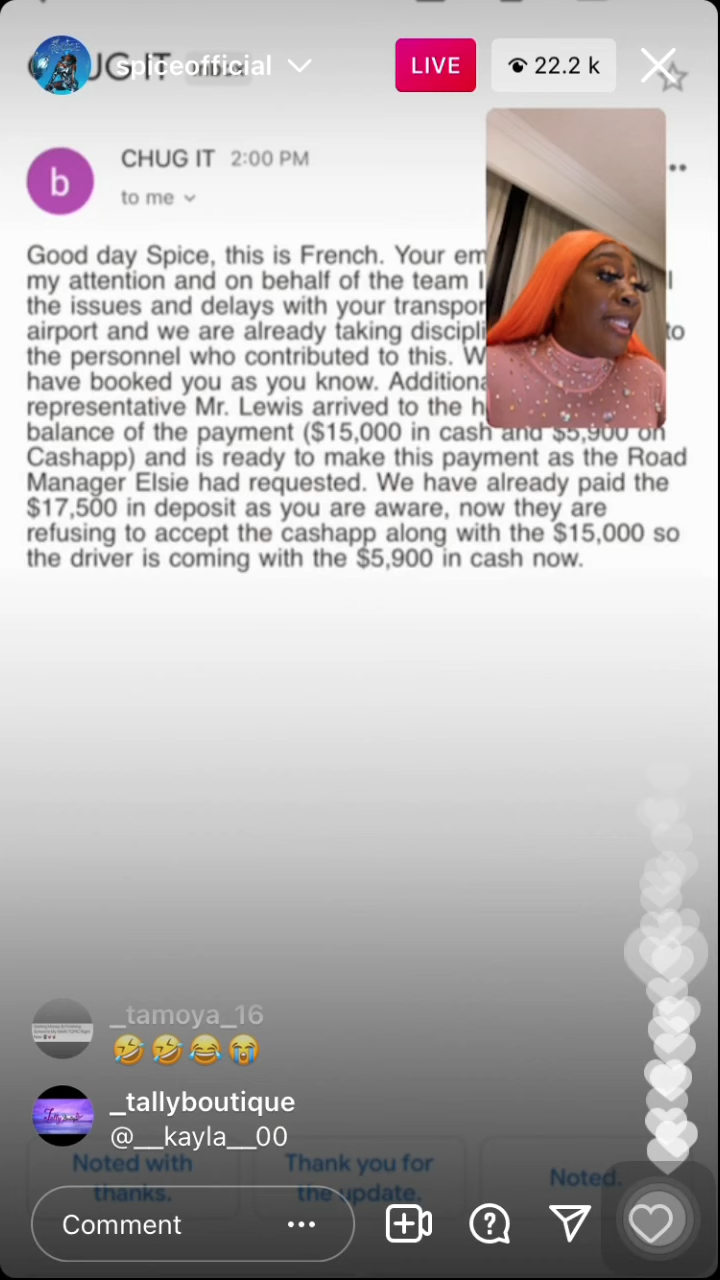 spiceofficial
LIVE
22.2 k
CHUG IT 2:00 PM
b
to me
Good day Spice, this is French. Your em
my attention and on behalf of the team I
the issues and delays with your transpor
airport and we are already taking discipli to
the personnel who contributed to this. W
have booked you as you know. Additiona
representative Mr. Lewis arrived to the h
balance of the payment ($15,000 in cash and $5,900 on
Cashapp) and is ready to make this payment as the Road
Manager Elsie had requested. We have already paid the
$17,500 in deposit as you are aware, now they are
refusing to accept the cashapp along with the $15,000 so
the driver is coming with the $5,900 in cash now.
_tamoya_16
🤣🤣😂😭
_tallyboutique
@__kayla__00
Noted with Thank you for Noted.
thanks. the update.
Comment